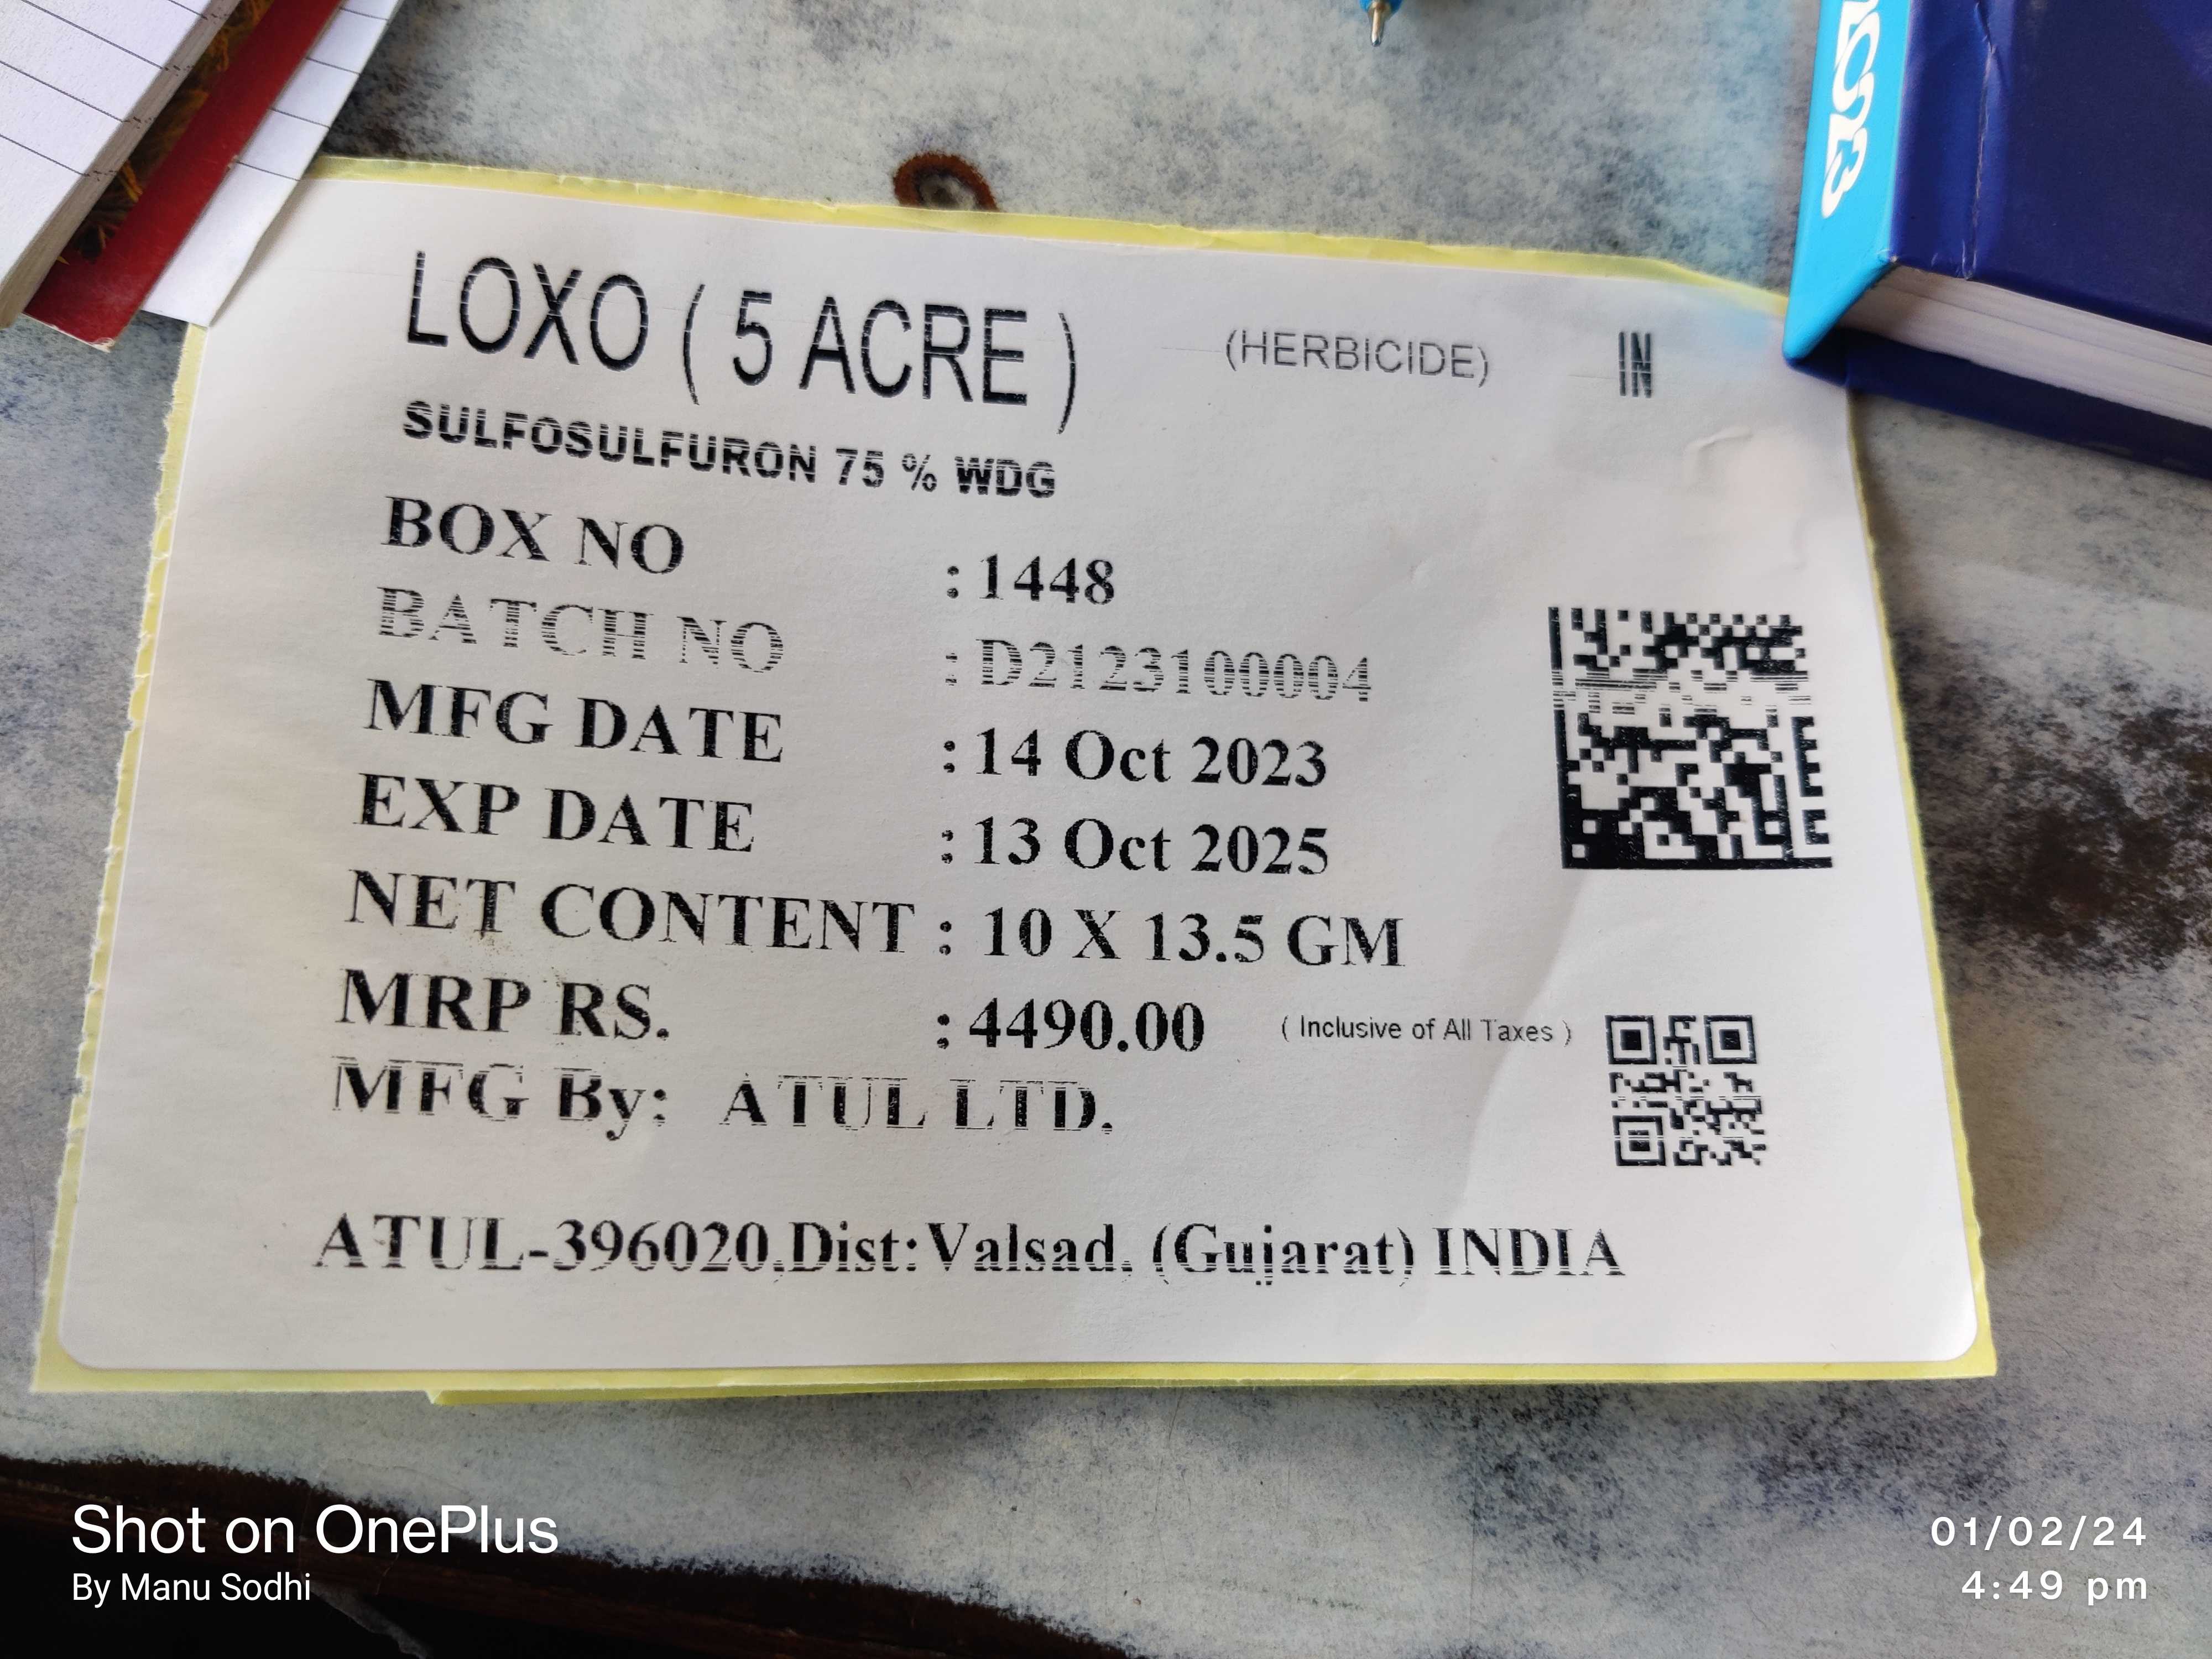 LOXO ( 5 ACRE ) (HERBICIDE) IN
SULFOSULFURON 75 % WDG
BOX NO : 1448
BATCH NO : D2123100004
MFG DATE : 14 Oct 2023
EXP DATE : 13 Oct 2025
NET CONTENT : 10 X 13.5 GM
MRP RS. : 4490.00 ( Inclusive of All Taxes )
MFG By: ATUL LTD.
ATUL-396020,Dist:Valsad, (Gujarat) INDIA
Shot on OnePlus
By Manu Sodhi
01/02/24
4:49 pm